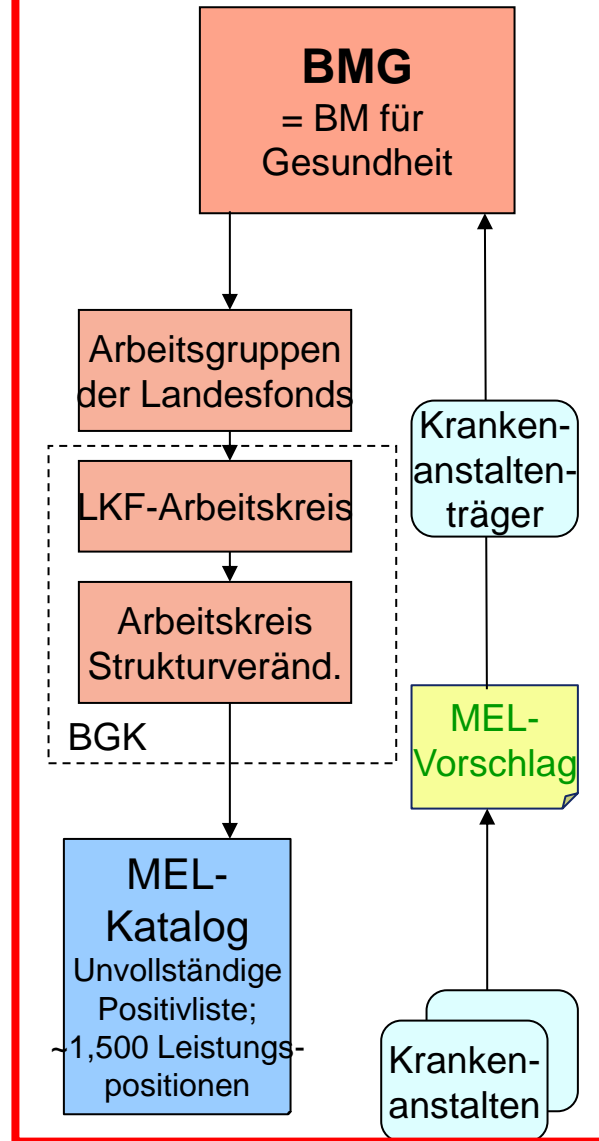 BMG
= BM für
Gesundheit
Arbeitsgruppen
der Landesfonds
LKF-Arbeitskreis
Arbeitskreis
Strukturveränd.
BGK
MEL-
Katalog
Unvollständige
Positivliste;
~1,500 Leistungs-
positionen
Kranken-
anstalten-
träger
MEL-
Vorschlag
Kranken-
anstalten